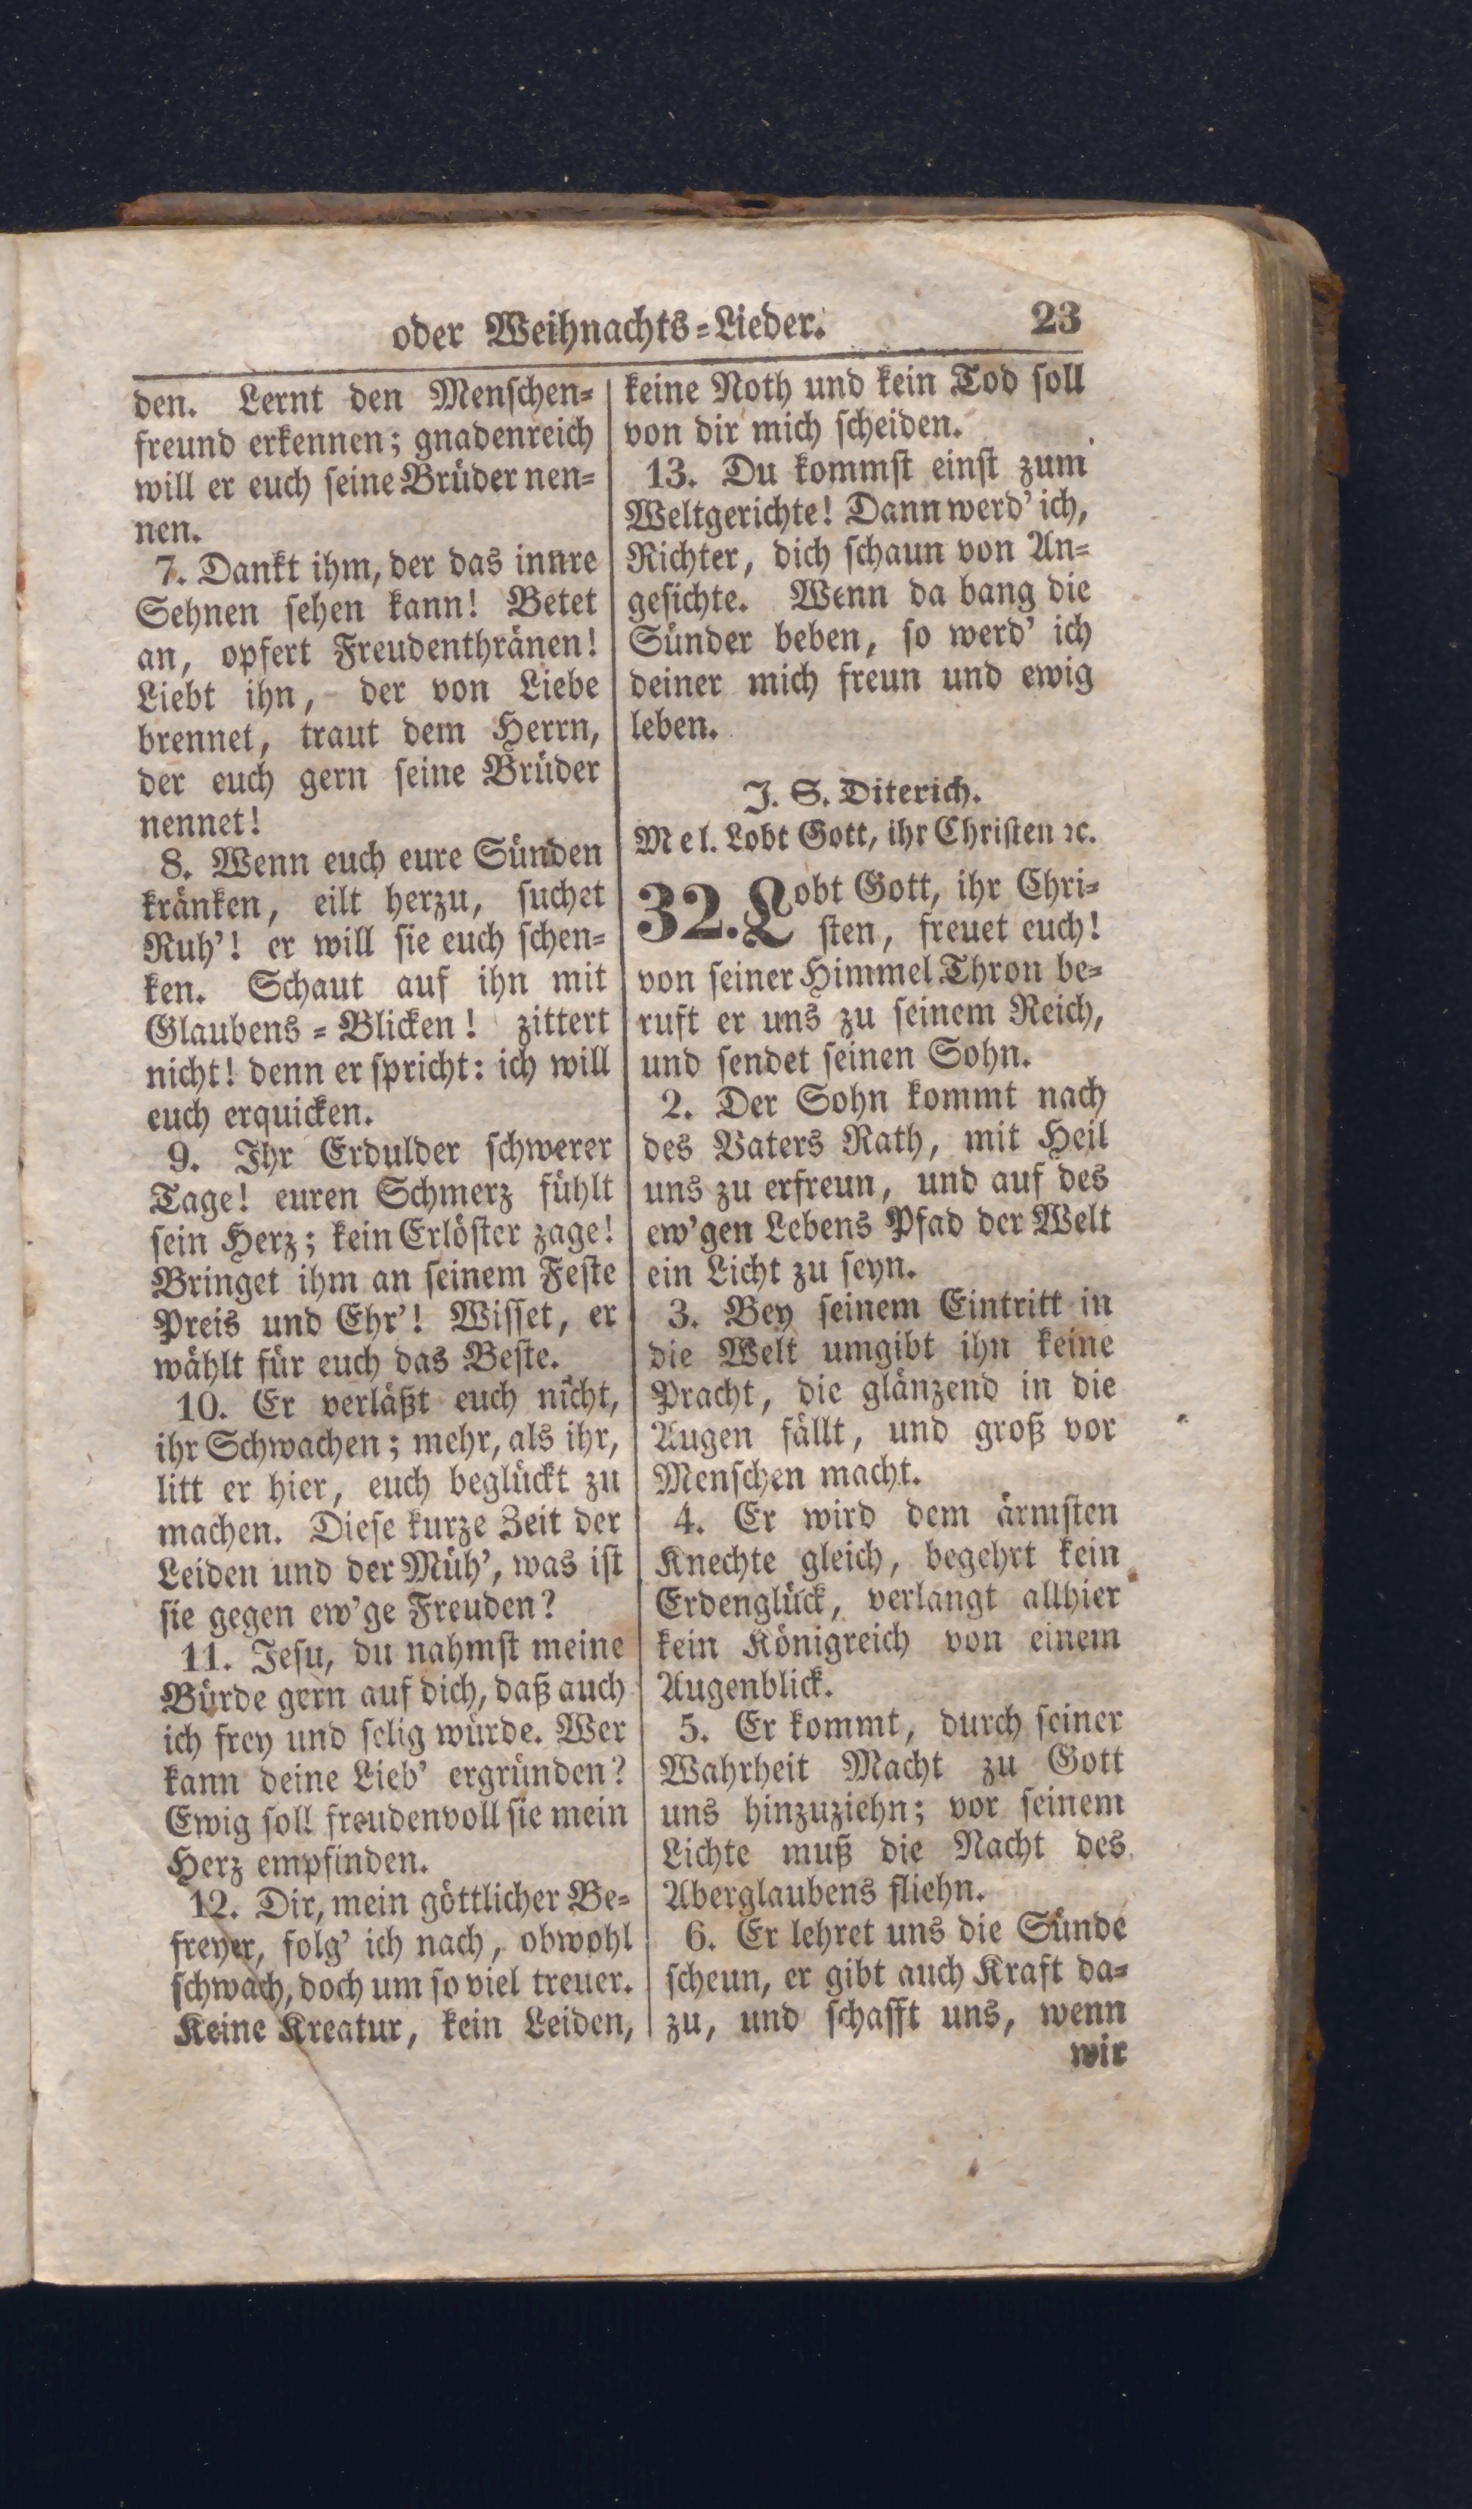 oder Weihnachts-Lieder. 23
den. Lernt den Menschen-
freund erkennen; gnadenreich
will er euch seine Brüder nen-
nen.
7. Dankt ihm, der das innre
Sehnen sehen kann! Betet
an, opfert Freudenthränen!
Liebt ihn, der von Liebe
brennet, traut dem Herrn,
der euch gern seine Brüder
nennet!
8. Wenn euch eure Sünden
kränken, eilt herzu, suchet
Ruh'! er will sie euch schen-
ken. Schaut auf ihn mit
Glaubens-Blicken! zittert
nicht! denn er spricht: ich will
euch erquicken.
9. Ihr Erdulder schwerer
Tage! euren Schmerz fühlt
sein Herz; kein Erlöster zage!
Bringet ihm an seinem Feste
Preis und Ehr'! Wisset, er
wählt für euch das Beste.
10. Er verläßt euch nicht,
ihr Schwachen; mehr, als ihr,
litt er hier, euch beglückt zu
machen. Diese kurze Zeit der
Leiden und der Müh', was ist
sie gegen ew'ge Freuden?
11. Jesu, du nahmst meine
Bürde gern auf dich, daß auch
ich frey und selig würde. Wer
kann deine Lieb' ergründen?
Ewig soll freudenvoll sie mein
Herz empfinden.
12. Dir, mein göttlicher Be-
freyer, folg' ich nach, obwohl
schwach, doch um so viel treuer.
Keine Kreatur, kein Leiden,
keine Noth und kein Tod soll
von dir mich scheiden.
13. Du kommst einst zum
Weltgerichte! Dann werd' ich,
Richter, dich schaun von An-
gesichte. Wenn da bang die
Sünder beben, so werd' ich
deiner mich freun und ewig
leben.
J. S. Diterich.
Mel. Lobt Gott, ihr Christen ꝛc.
32. Lobt Gott, ihr Chri-
sten, freuet euch!
von seiner Himmel Thron be-
ruft er uns zu seinem Reich,
und sendet seinen Sohn.
2. Der Sohn kommt nach
des Vaters Rath, mit Heil
uns zu erfreun, und auf des
ew'gen Lebens Pfad der Welt
ein Licht zu seyn.
3. Bey seinem Eintritt in
die Welt umgibt ihn keine
Pracht, die glänzend in die
Augen fällt, und groß vor
Menschen macht.
4. Er wird dem ärmsten
Knechte gleich, begehrt kein
Erdenglück, verlangt allhier
kein Königreich von einem
Augenblick.
5. Er kommt, durch seiner
Wahrheit Macht zu Gott
uns hinzuziehn; vor seinem
Lichte muß die Nacht des
Aberglaubens fliehn.
6. Er lehret uns die Sünde
scheun, er gibt auch Kraft da-
zu, und schafft uns, wenn
wir